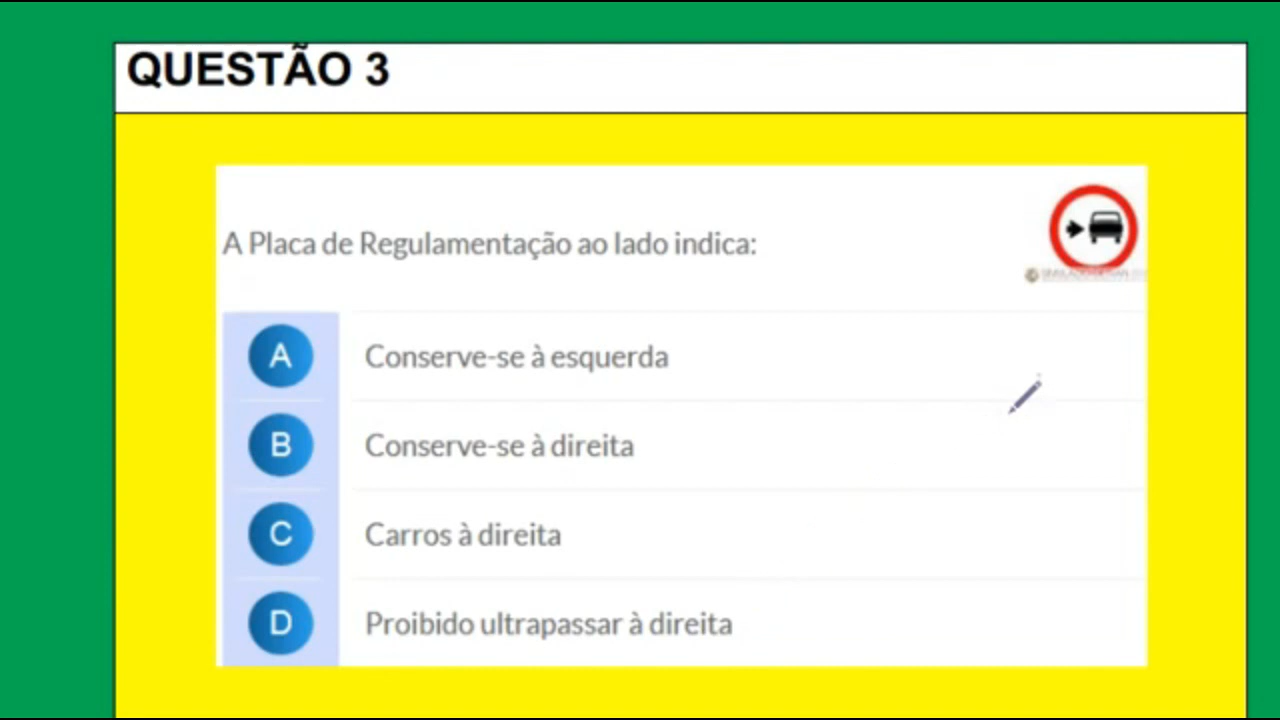 QUESTÃO 3
A Placa de Regulamentação ao lado indica:
A Conserve-se à esquerda
B Conserve-se à direita
C Carros à direita
D Proibido ultrapassar à direita